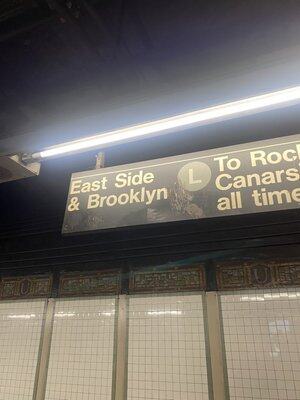 East Side
& Brooklyn
L
To Rock
Canars
all time